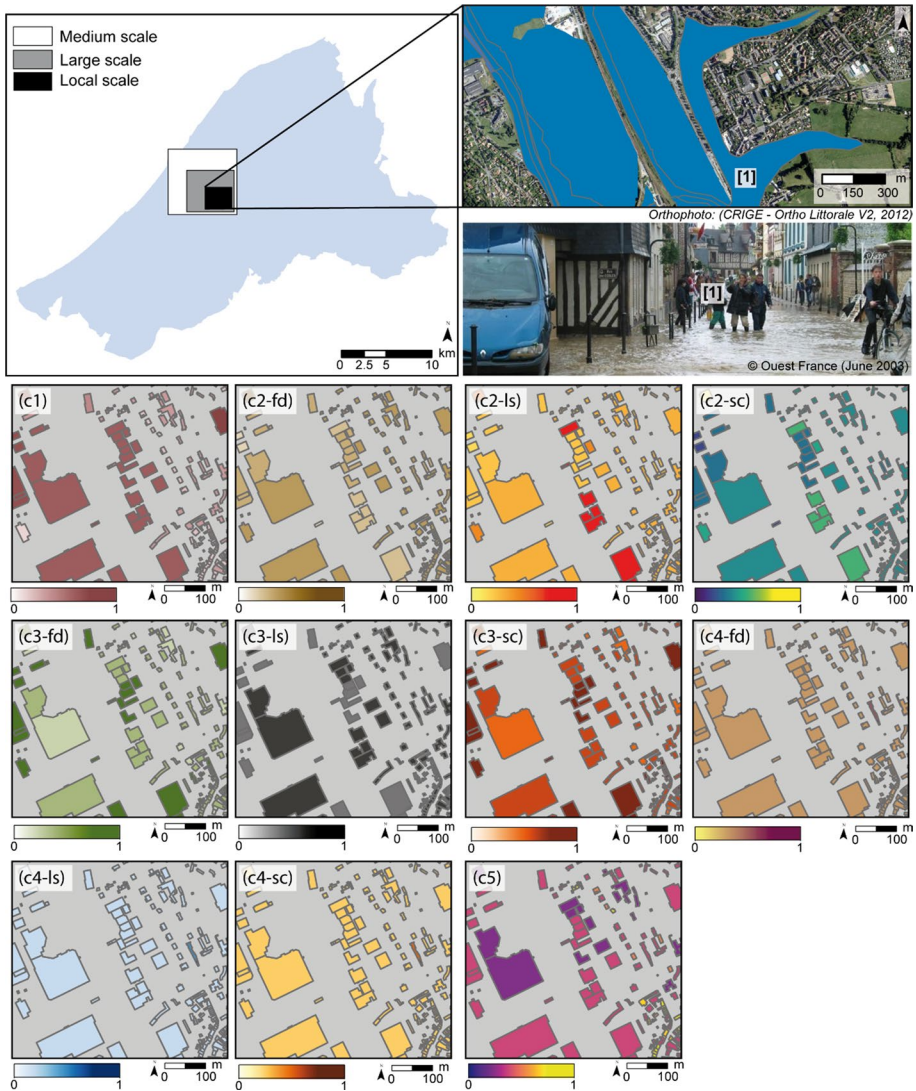 Medium scale
Large scale
Local scale
N
0 2.5 5 10
km
[1]
m
0 150 300
Orthophoto: (CRIGE - Ortho Littorale V2, 2012)
[1]
© Ouest France (June 2003)
(c1)
(c2-fd)
(c2-ls)
(c2-sc)
0 1 N m 0 100
0 1 N m 0 100
0 1 N m 0 100
0 1 N m 0 100
(c3-fd)
(c3-ls)
(c3-sc)
(c4-fd)
0 1 N m 0 100
0 1 N m 0 100
0 1 N m 0 100
0 1 N m 0 100
(c4-ls)
(c4-sc)
(c5)
0 1 N m 0 100
0 1 N m 0 100
0 1 N m 0 100